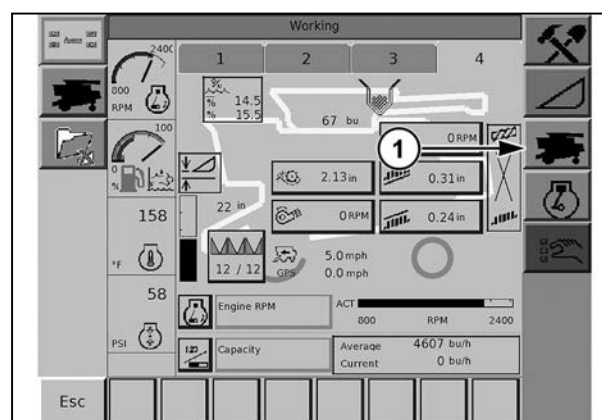 Working
2400
800
RPM
1 2 3 4
%
% 14.5
% 15.5
67 bu
0 RPM
1
100
0
%
2.13 in
0.31 in
22 in
0 RPM
0.24 in
158
°F
12 / 12
GPS
5.0 mph
0.0 mph
58
PSI
Engine RPM
ACT
800 RPM 2400
1.23
Capacity
Average 4607 bu/h
Current 0 bu/h
Esc